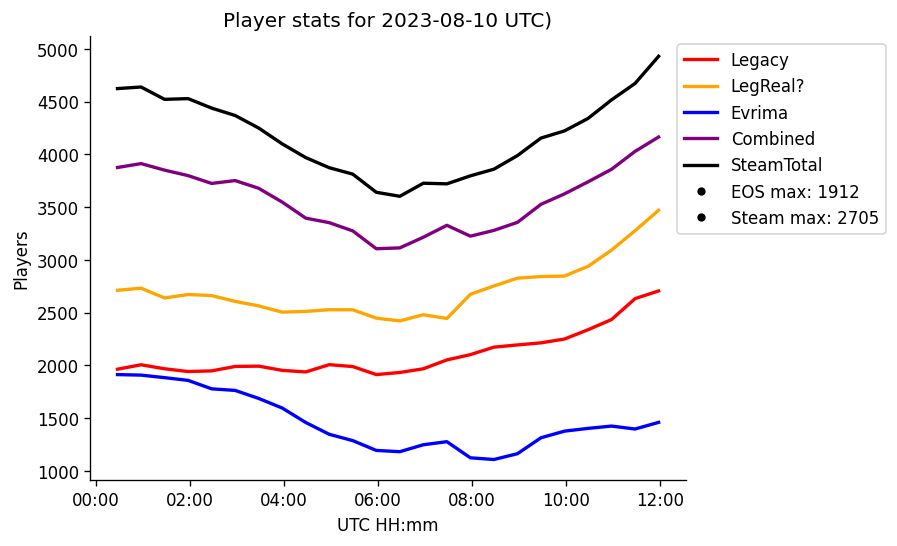 Player stats for 2023-08-10 UTC)
5000
4500
4000
3500
3000
2500
2000
1500
1000
Players
00:00 02:00 04:00 06:00 08:00 10:00 12:00
UTC HH:mm
Legacy
LegReal?
Evrima
Combined
SteamTotal
EOS max: 1912
Steam max: 2705